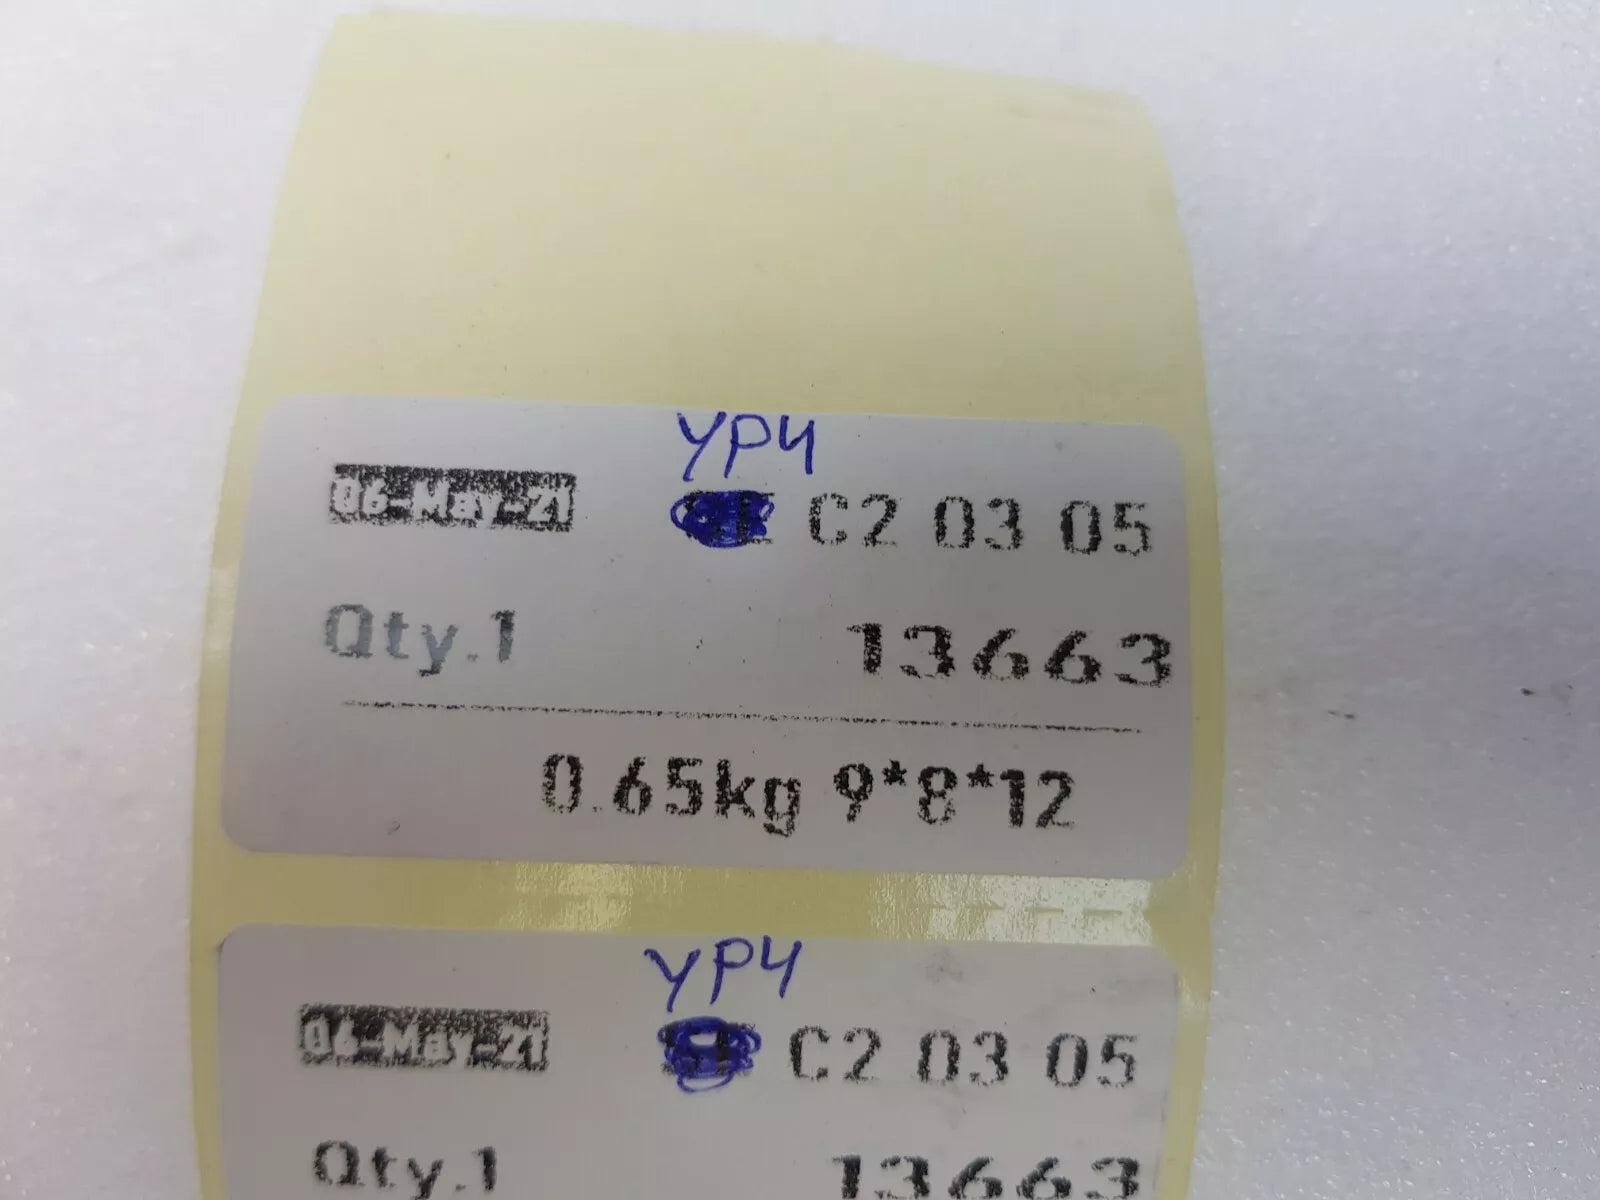 YP4
06-May-21 C2 03 05
Qty.1 13663
0.65kg 9*8*12
YP4
06-May-21 C2 03 05
Qty.1 13663